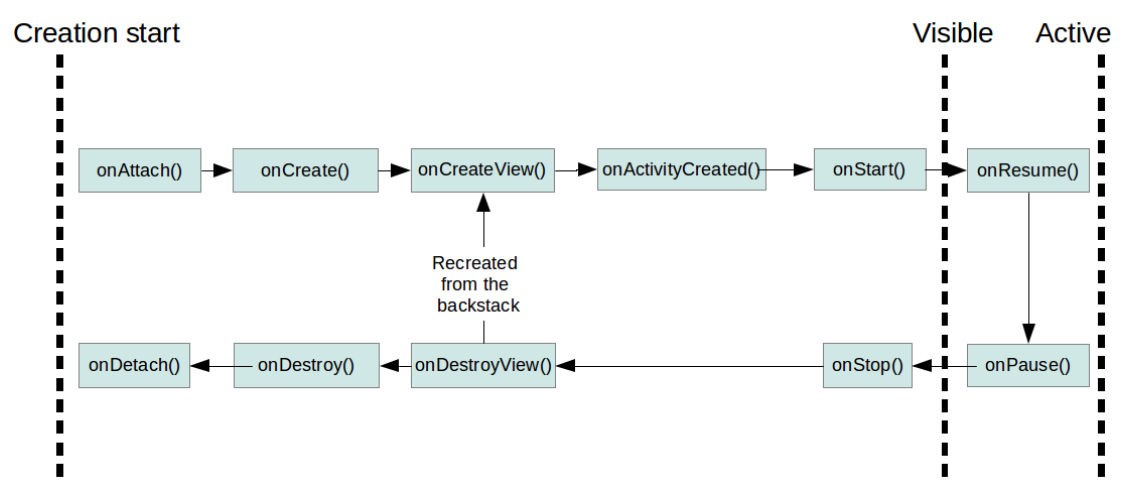 Creation start
Visible
Active
onAttach()
onCreate()
onCreateView()
onActivityCreated()
onStart()
onResume()
Recreated
from the
backstack
onDetach()
onDestroy()
onDestroyView()
onStop()
onPause()